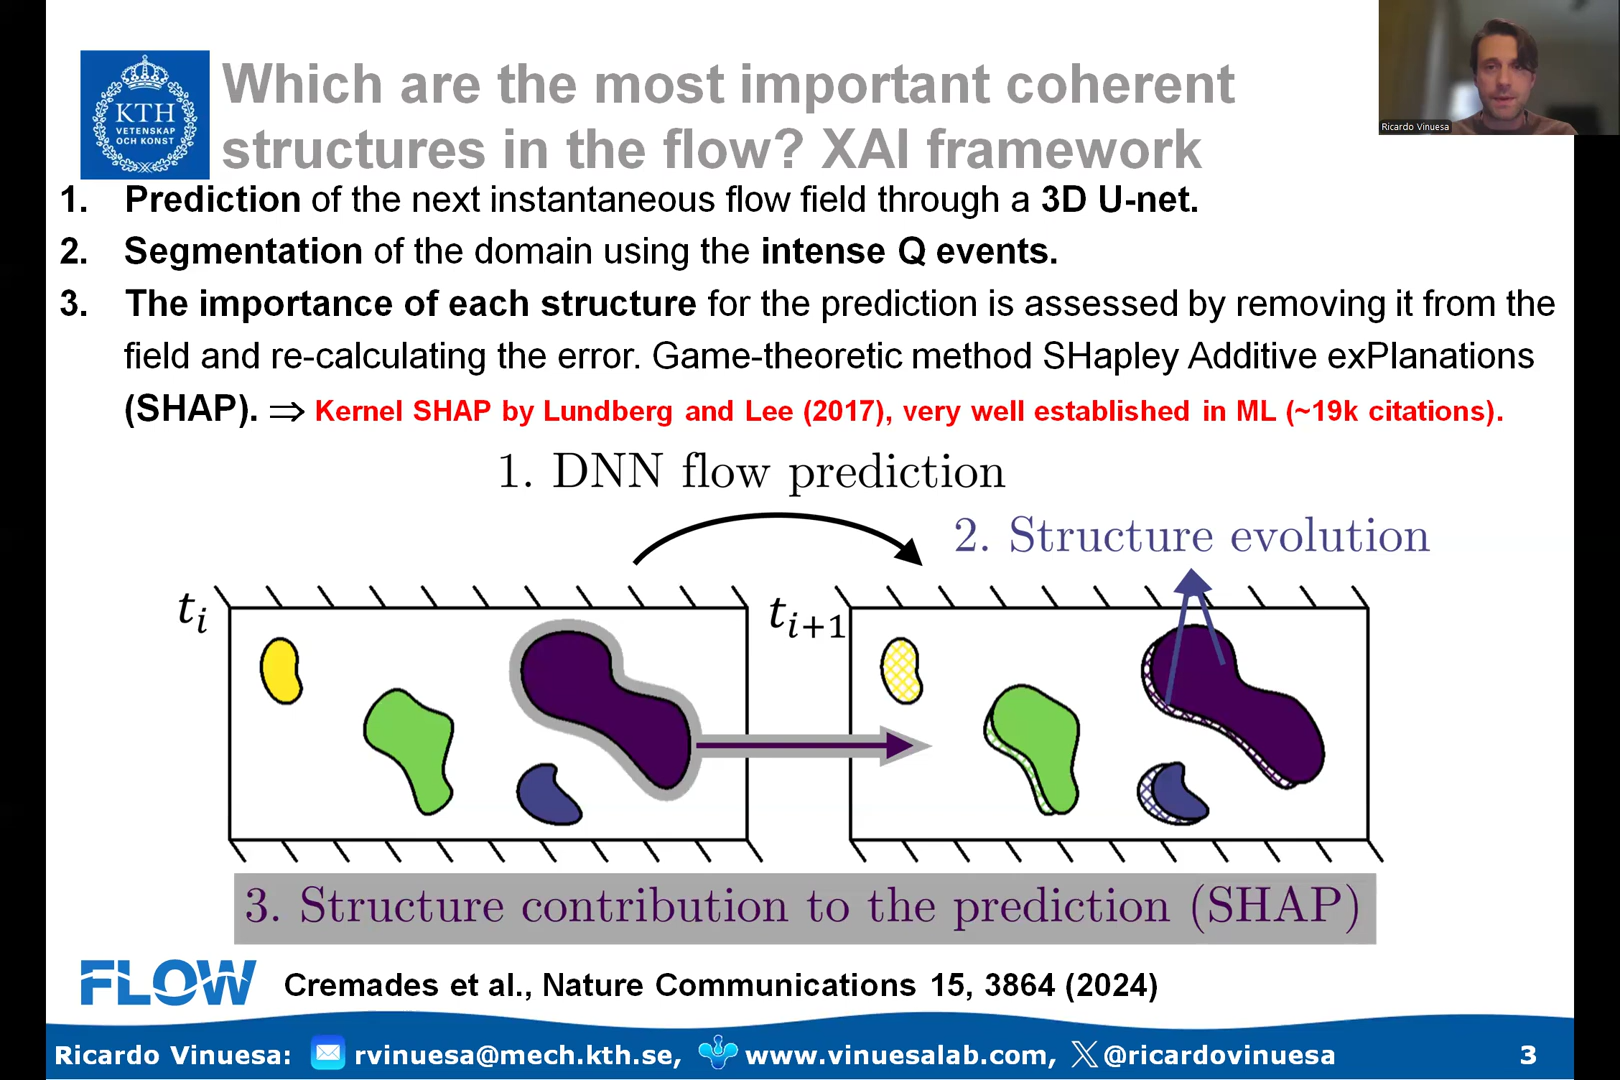 KTH
VETENSKAP
OCH KONST
Which are the most important coherent
structures in the flow? XAI framework
Ricardo Vinuesa
1. Prediction of the next instantaneous flow field through a 3D U-net.
2. Segmentation of the domain using the intense Q events.
3. The importance of each structure for the prediction is assessed by removing it from the
field and re-calculating the error. Game-theoretic method SHapley Additive exPlanations
(SHAP). ⇒ Kernel SHAP by Lundberg and Lee (2017), very well established in ML (~19k citations).
1. DNN flow prediction
2. Structure evolution
t_i
t_{i+1}
3. Structure contribution to the prediction (SHAP)
FLOW
Cremades et al., Nature Communications 15, 3864 (2024)
Ricardo Vinuesa: rvinuesa@mech.kth.se, www.vinuesalab.com, X @ricardovinuesa 3